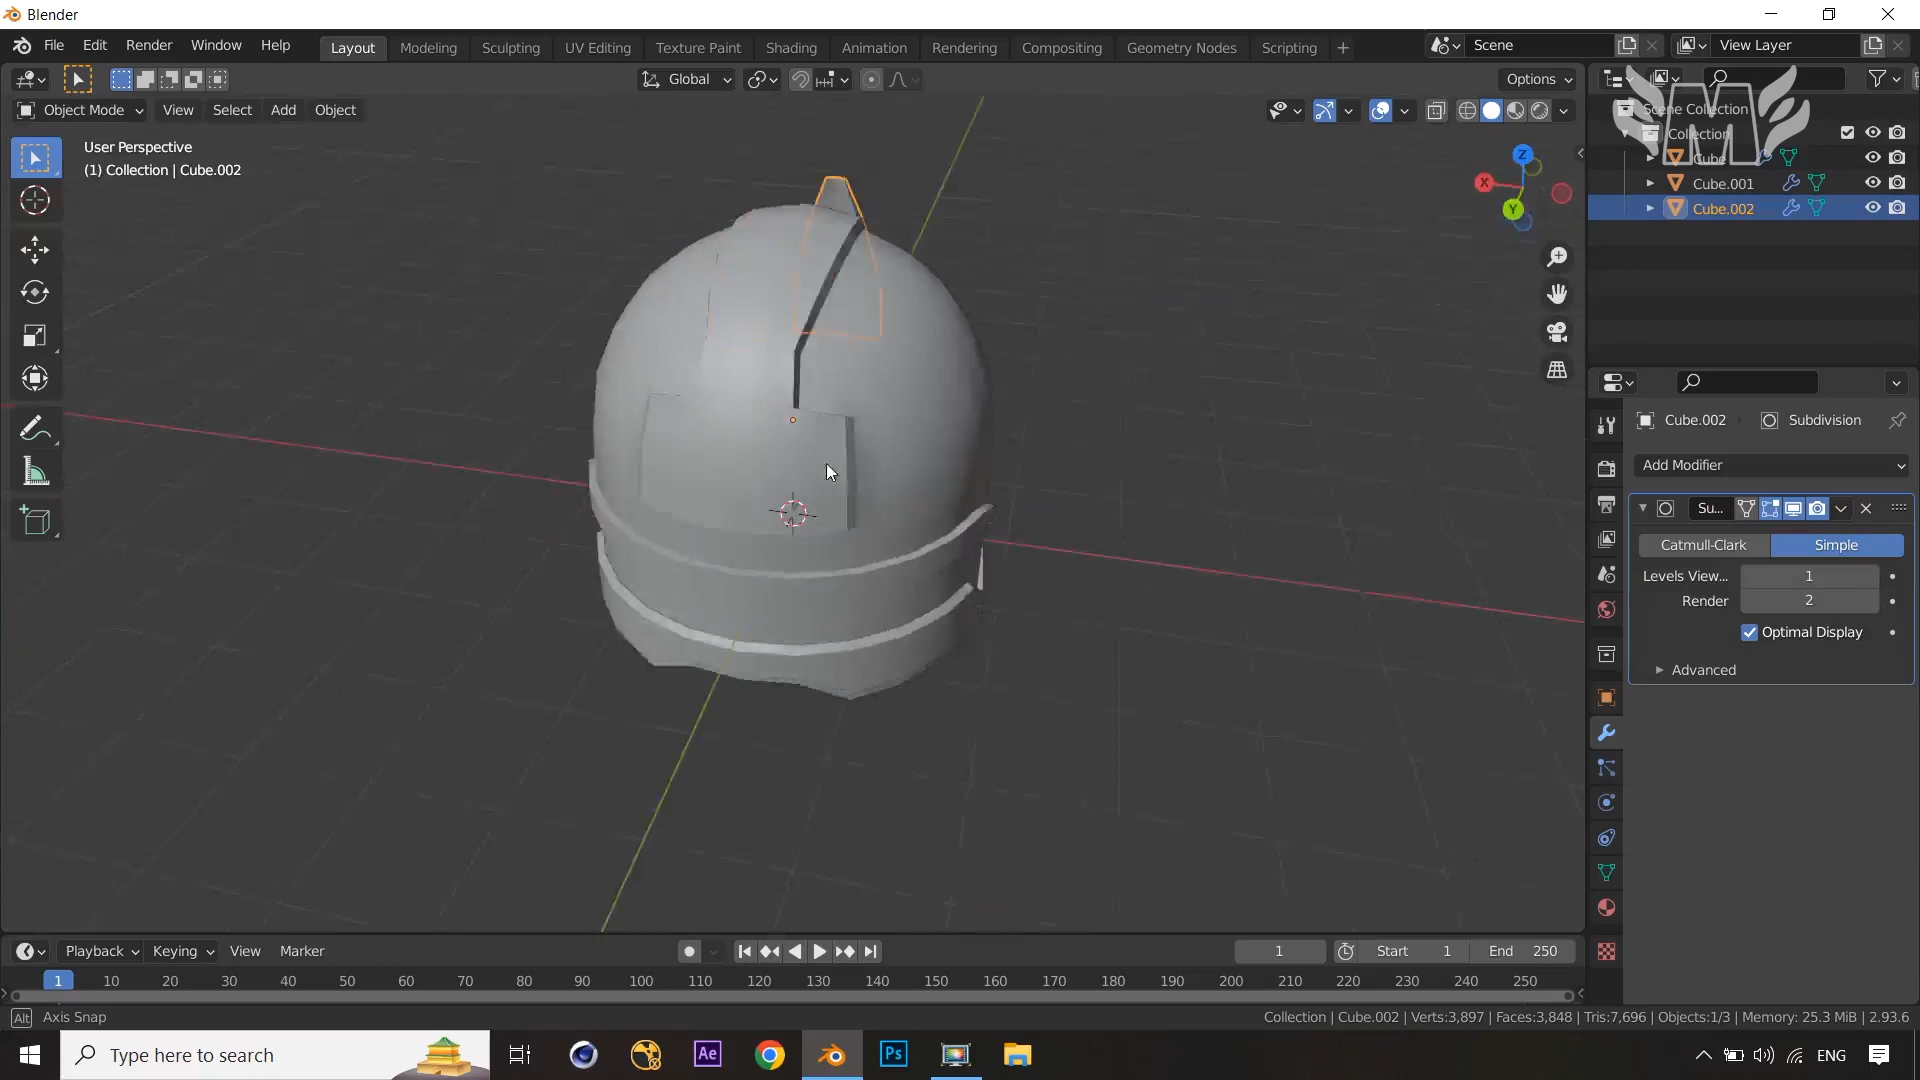 Blender
File Edit Render Window Help Layout Modeling Sculpting UV Editing Texture Paint Shading Animation Rendering Compositing Geometry Nodes Scripting + Scene View Layer
Global Options
Object Mode View Select Add Object
User Perspective
(1) Collection | Cube.002
Z
X
Y
Scene Collection
Collection
Cube
Cube.001
Cube.002
Cube.002 Subdivision
Add Modifier
Su...
Catmull-Clark Simple
Levels View... 1
Render 2
Optimal Display
Advanced
Playback Keying View Marker 1 Start 1 End 250
1 10 20 30 40 50 60 70 80 90 100 110 120 130 140 150 160 170 180 190 200 210 220 230 240 250
Alt Axis Snap Collection | Cube.002 | Verts:3,897 | Faces:3,848 | Tris:7,696 | Objects:1/3 | Memory: 25.3 MiB | 2.93.6
Type here to search Ae Ps ENG